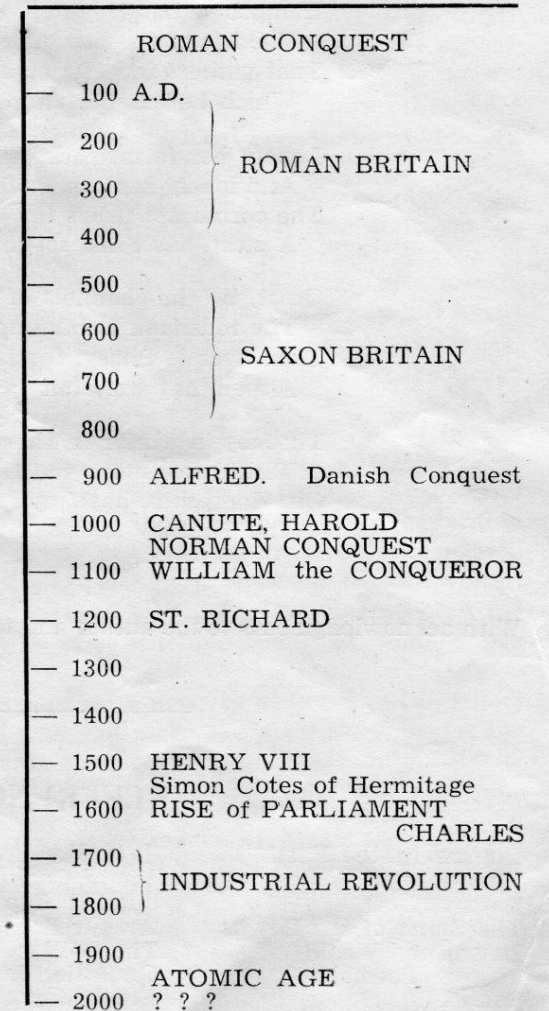 ROMAN CONQUEST
— 100 A.D.
— 200
ROMAN BRITAIN
— 300
— 400
— 500
— 600
SAXON BRITAIN
— 700
— 800
— 900 ALFRED. Danish Conquest
— 1000 CANUTE, HAROLD
NORMAN CONQUEST
— 1100 WILLIAM the CONQUEROR
— 1200 ST. RICHARD
— 1300
— 1400
— 1500 HENRY VIII
Simon Cotes of Hermitage
— 1600 RISE of PARLIAMENT
CHARLES
— 1700
INDUSTRIAL REVOLUTION
— 1800
— 1900
ATOMIC AGE
— 2000 ? ? ?